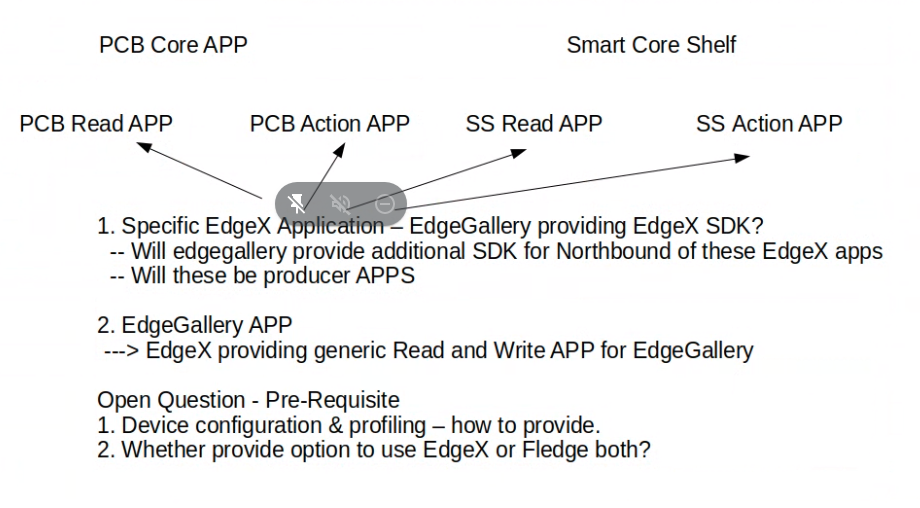 PCB Core APP
Smart Core Shelf
PCB Read APP
PCB Action APP
SS Read APP
SS Action APP
1. Specific EdgeX Application – EdgeGallery providing EdgeX SDK?
-- Will edgegallery provide additional SDK for Northbound of these EdgeX apps
-- Will these be producer APPS
2. EdgeGallery APP
---> EdgeX providing generic Read and Write APP for EdgeGallery
Open Question - Pre-Requisite
1. Device configuration & profiling – how to provide.
2. Whether provide option to use EdgeX or Fledge both?